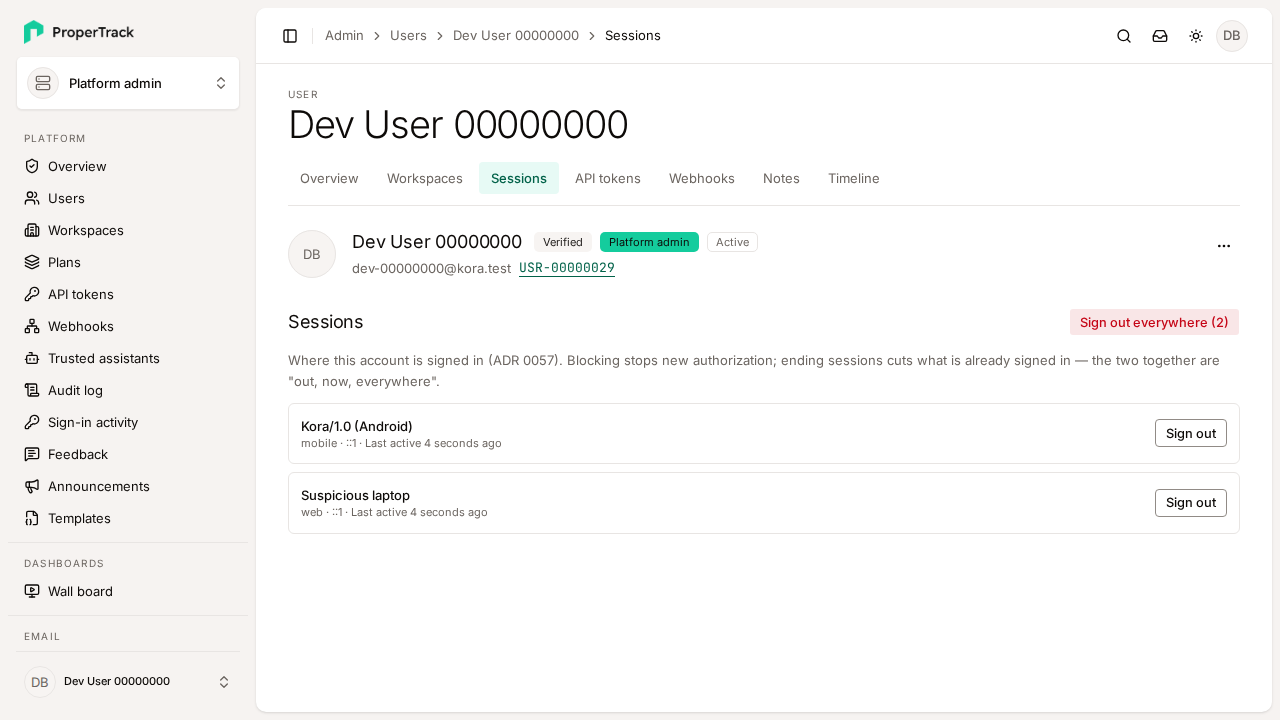 ProperTrack
Platform admin
PLATFORM
Overview
Users
Workspaces
Plans
API tokens
Webhooks
Trusted assistants
Audit log
Sign-in activity
Feedback
Announcements
Templates
DASHBOARDS
Wall board
EMAIL
DB
Dev User 00000000
Admin
Users
Dev User 00000000
Sessions
DB
USER
Dev User 00000000
Overview
Workspaces
Sessions
API tokens
Webhooks
Notes
Timeline
DB
Dev User 00000000
Verified
Platform admin
Active
dev-00000000@kora.test
USR-00000029
Sessions
Sign out everywhere (2)
Where this account is signed in (ADR 0057). Blocking stops new authorization; ending sessions cuts what is already signed in — the two together are
"out, now, everywhere".
Kora/1.0 (Android)
mobile · ::1 · Last active 4 seconds ago
Sign out
Suspicious laptop
web · ::1 · Last active 4 seconds ago
Sign out